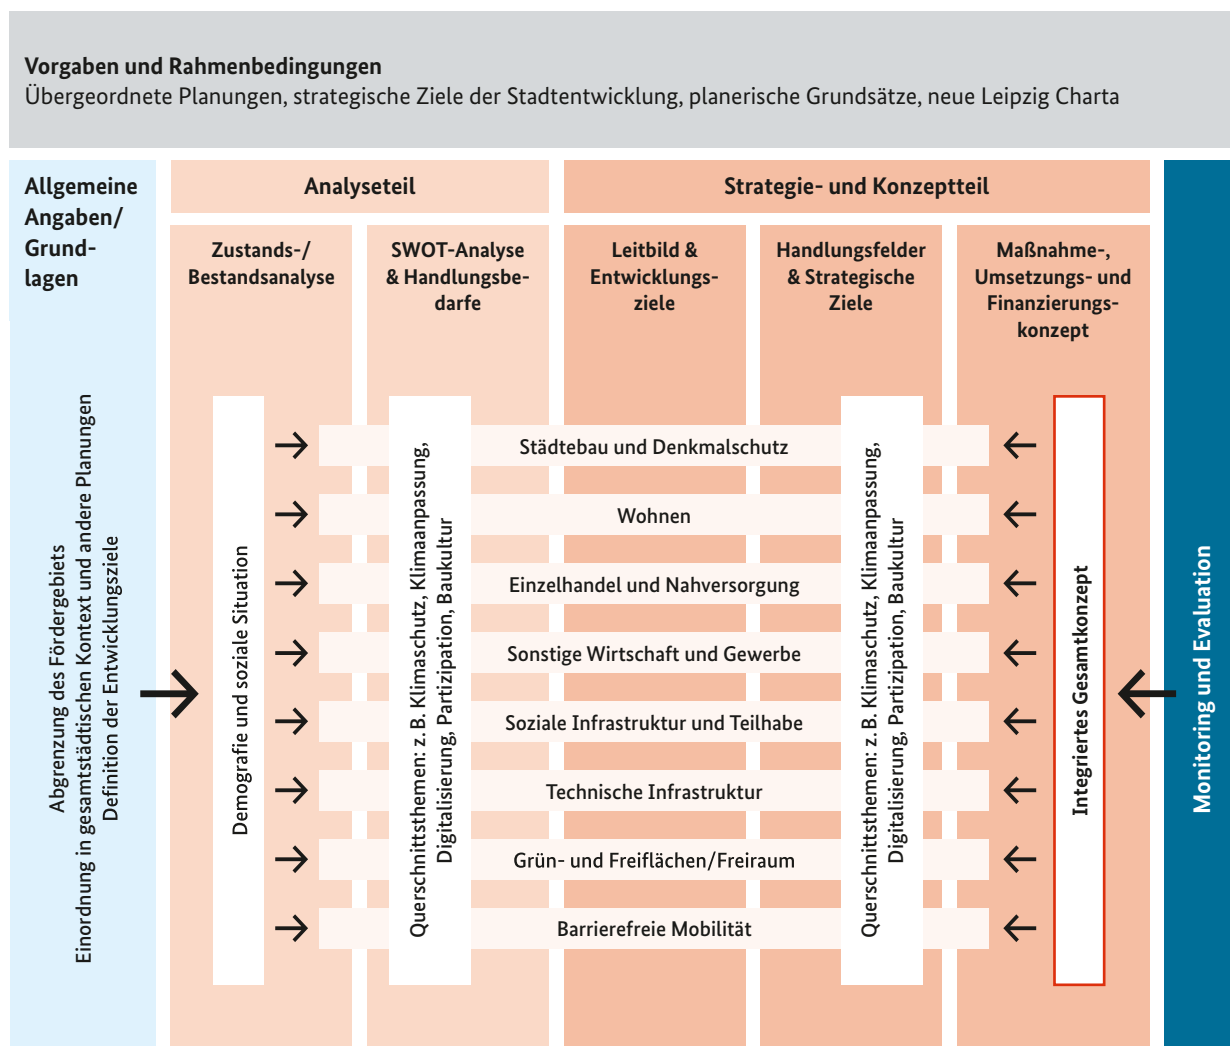 Vorgaben und Rahmenbedingungen
Übergeordnete Planungen, strategische Ziele der Stadtentwicklung, planerische Grundsätze, neue Leipzig Charta
Allgemeine
Angaben/
Grund-
lagen
Abgrenzung des Fördergebiets
Einordnung in gesamtstädtischen Kontext und andere Planungen
Definition der Entwicklungsziele
Analyseteil
Zustands-/
Bestandsanalyse
SWOT-Analyse
& Handlungsbe-
darfe
Strategie- und Konzeptteil
Leitbild &
Entwicklungs-
ziele
Handlungsfelder
& Strategische
Ziele
Maßnahme-,
Umsetzungs- und
Finanzierungs-
konzept
Demografie und soziale Situation
Querschnittsthemen: z. B. Klimaschutz, Klimaanpassung,
Digitalisierung, Partizipation, Baukultur
Städtebau und Denkmalschutz
Wohnen
Einzelhandel und Nahversorgung
Sonstige Wirtschaft und Gewerbe
Soziale Infrastruktur und Teilhabe
Technische Infrastruktur
Grün- und Freiflächen/Freiraum
Barrierefreie Mobilität
Querschnittsthemen: z. B. Klimaschutz, Klimaanpassung,
Digitalisierung, Partizipation, Baukultur
Integriertes Gesamtkonzept
Monitoring und Evaluation